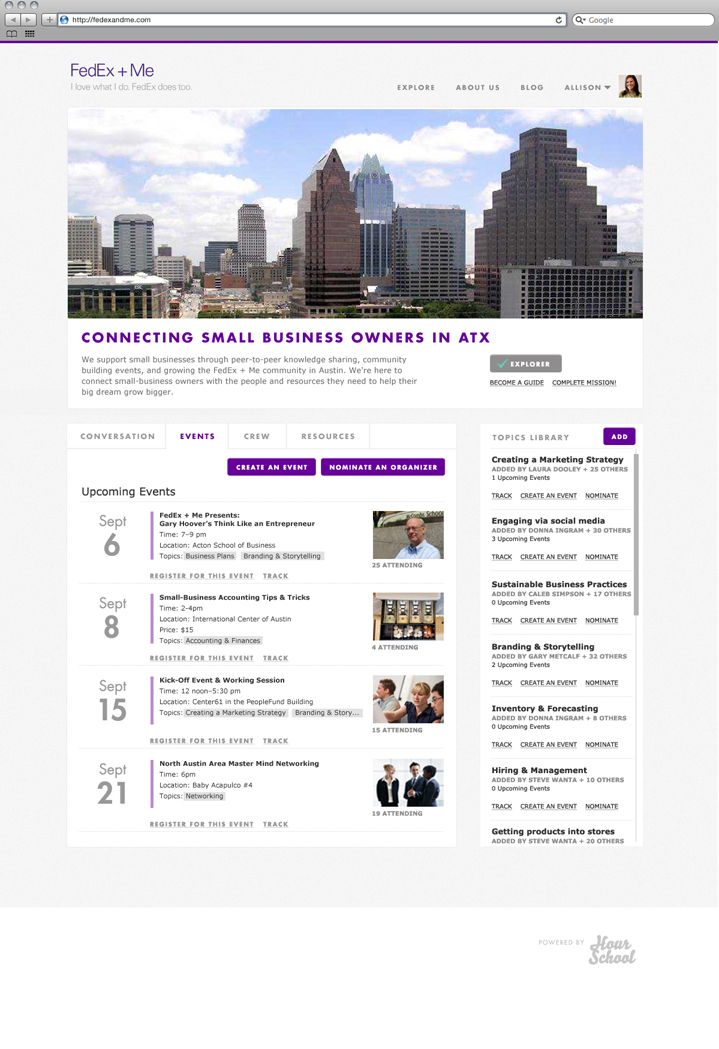 http://fedexandme.com
Google
FedEx + Me
I love what I do. FedEx does too.
EXPLORE ABOUT US BLOG ALLISON
CONNECTING SMALL BUSINESS OWNERS IN ATX
We support small businesses through peer-to-peer knowledge sharing, community
building events, and growing the FedEx + Me community in Austin. We're here to
connect small-business owners with the people and resources they need to help their
big dream grow bigger.
EXPLORER
BECOME A GUIDE COMPLETE MISSION!
CONVERSATION EVENTS CREW RESOURCES
CREATE AN EVENT NOMINATE AN ORGANIZER
Upcoming Events
Sept
6
FedEx + Me Presents:
Gary Hoover's Think Like an Entrepreneur
Time: 7–9 pm
Location: Acton School of Business
Topics: Business Plans Branding & Storytelling
25 ATTENDING
REGISTER FOR THIS EVENT TRACK
Sept
8
Small-Business Accounting Tips & Tricks
Time: 2-4pm
Location: International Center of Austin
Price: $15
Topics: Accounting & Finances
4 ATTENDING
REGISTER FOR THIS EVENT TRACK
Sept
15
Kick-Off Event & Working Session
Time: 12 noon–5:30 pm
Location: Center61 in the PeopleFund Building
Topics: Creating a Marketing Strategy Branding & Story...
15 ATTENDING
REGISTER FOR THIS EVENT TRACK
Sept
21
North Austin Area Master Mind Networking
Time: 6pm
Location: Baby Acapulco #4
Topics: Networking
19 ATTENDING
REGISTER FOR THIS EVENT TRACK
TOPICS LIBRARY ADD
Creating a Marketing Strategy
ADDED BY LAURA DOOLEY + 25 OTHERS
1 Upcoming Events
TRACK CREATE AN EVENT NOMINATE
Engaging via social media
ADDED BY DONNA INGRAM + 30 OTHERS
3 Upcoming Events
TRACK CREATE AN EVENT NOMINATE
Sustainable Business Practices
ADDED BY CALEB SIMPSON + 17 OTHERS
0 Upcoming Events
TRACK CREATE AN EVENT NOMINATE
Branding & Storytelling
ADDED BY GARY METCALF + 32 OTHERS
2 Upcoming Events
TRACK CREATE AN EVENT NOMINATE
Inventory & Forecasting
ADDED BY DONNA INGRAM + 8 OTHERS
0 Upcoming Events
TRACK CREATE AN EVENT NOMINATE
Hiring & Management
ADDED BY STEVE WANTA + 10 OTHERS
0 Upcoming Events
TRACK CREATE AN EVENT NOMINATE
Getting products into stores
ADDED BY STEVE WANTA + 20 OTHERS
POWERED BY Hour
School